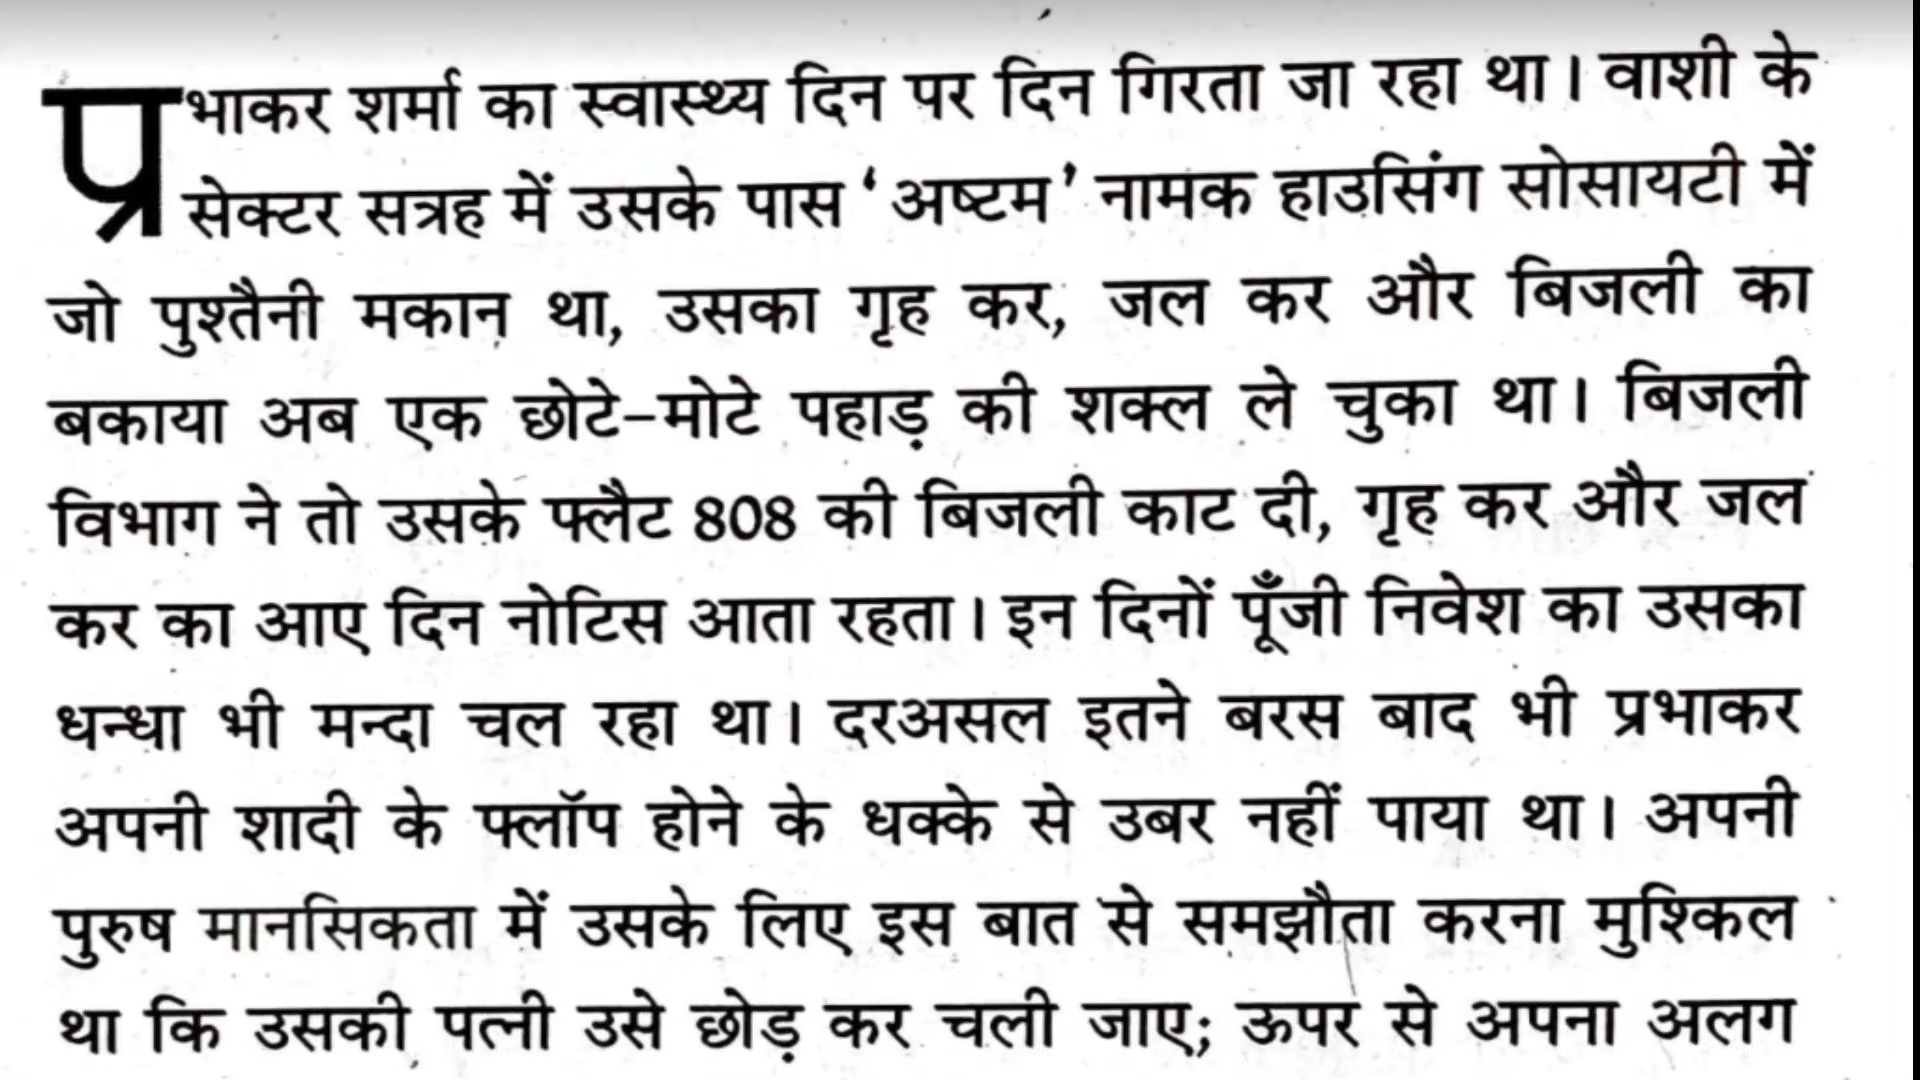 प्रभाकर शर्मा का स्वास्थ्य दिन पर दिन गिरता जा रहा था। वाशी के
सेक्टर सत्रह में उसके पास ‘अष्टम’ नामक हाउसिंग सोसायटी में
जो पुश्तैनी मकान था, उसका गृह कर, जल कर और बिजली का
बकाया अब एक छोटे-मोटे पहाड़ की शक्ल ले चुका था। बिजली
विभाग ने तो उसके फ्लैट 808 की बिजली काट दी, गृह कर और जल
कर का आए दिन नोटिस आता रहता। इन दिनों पूँजी निवेश का उसका
धन्धा भी मन्दा चल रहा था। दरअसल इतने बरस बाद भी प्रभाकर
अपनी शादी के फ्लॉप होने के धक्के से उबर नहीं पाया था। अपनी
पुरुष मानसिकता में उसके लिए इस बात से समझौता करना मुश्किल
था कि उसकी पत्नी उसे छोड़ कर चली जाए; ऊपर से अपना अलग